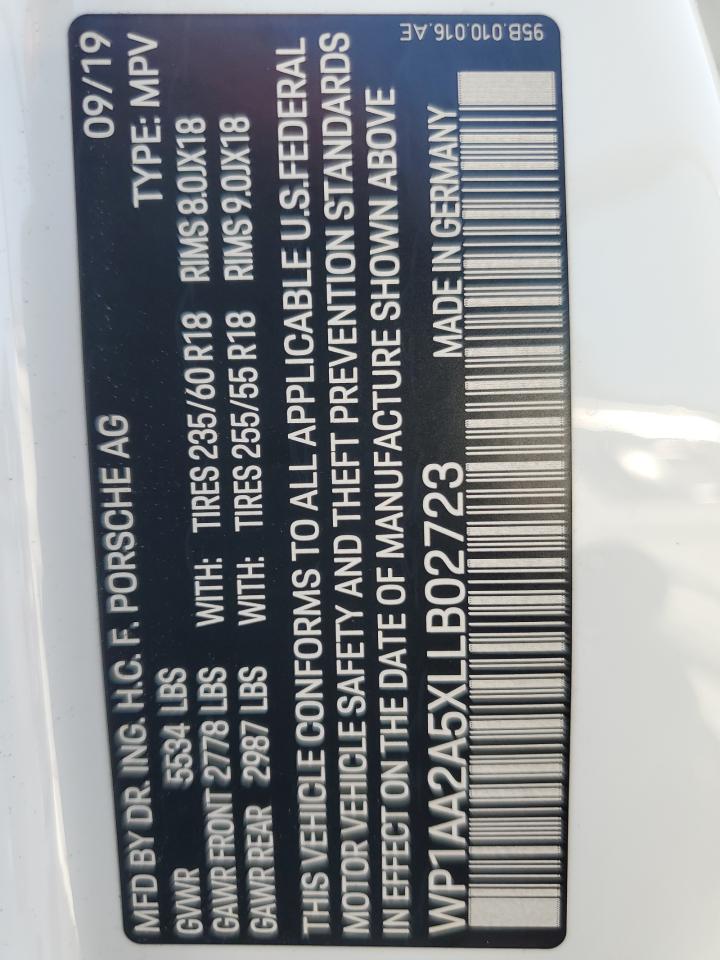 MFD BY DR. ING. H.C. F. PORSCHE AG 09/19
GVWR 5534 LBS TYPE: MPV
GAWR FRONT 2778 LBS WITH: TIRES 235/60 R18 RIMS 8.0JX18
GAWR REAR 2987 LBS WITH: TIRES 255/55 R18 RIMS 9.0JX18
THIS VEHICLE CONFORMS TO ALL APPLICABLE U.S.FEDERAL
MOTOR VEHICLE SAFETY AND THEFT PREVENTION STANDARDS
IN EFFECT ON THE DATE OF MANUFACTURE SHOWN ABOVE
WP1AA2A5XLLB02723 MADE IN GERMANY
95B.010.016.AE